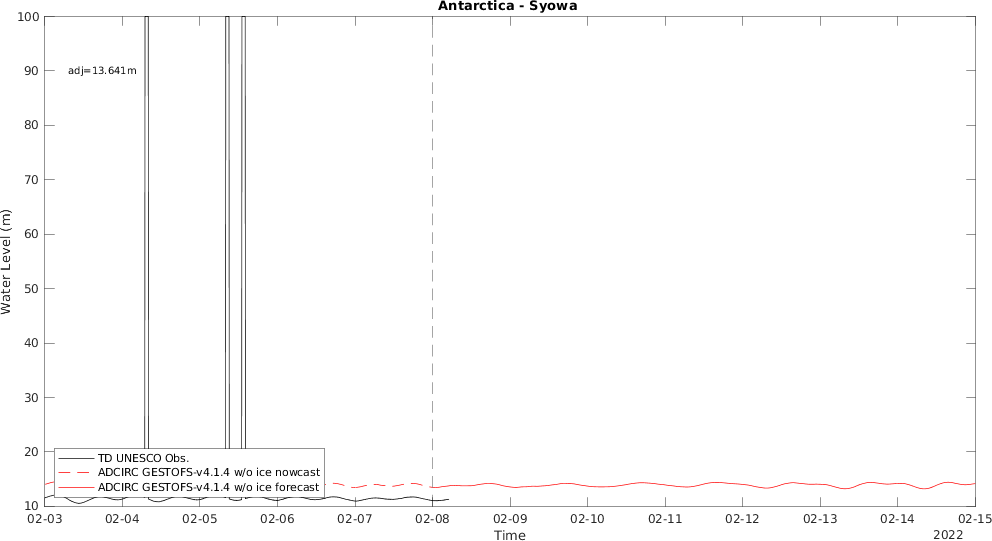 Antarctica - Syowa
100
90
80
70
60
50
40
30
20
10
Water Level (m)
adj=13.641m
TD UNESCO Obs.
ADCIRC GESTOFS-v4.1.4 w/o ice nowcast
ADCIRC GESTOFS-v4.1.4 w/o ice forecast
02-03 02-04 02-05 02-06 02-07 02-08 02-09 02-10 02-11 02-12 02-13 02-14 02-15
Time
2022